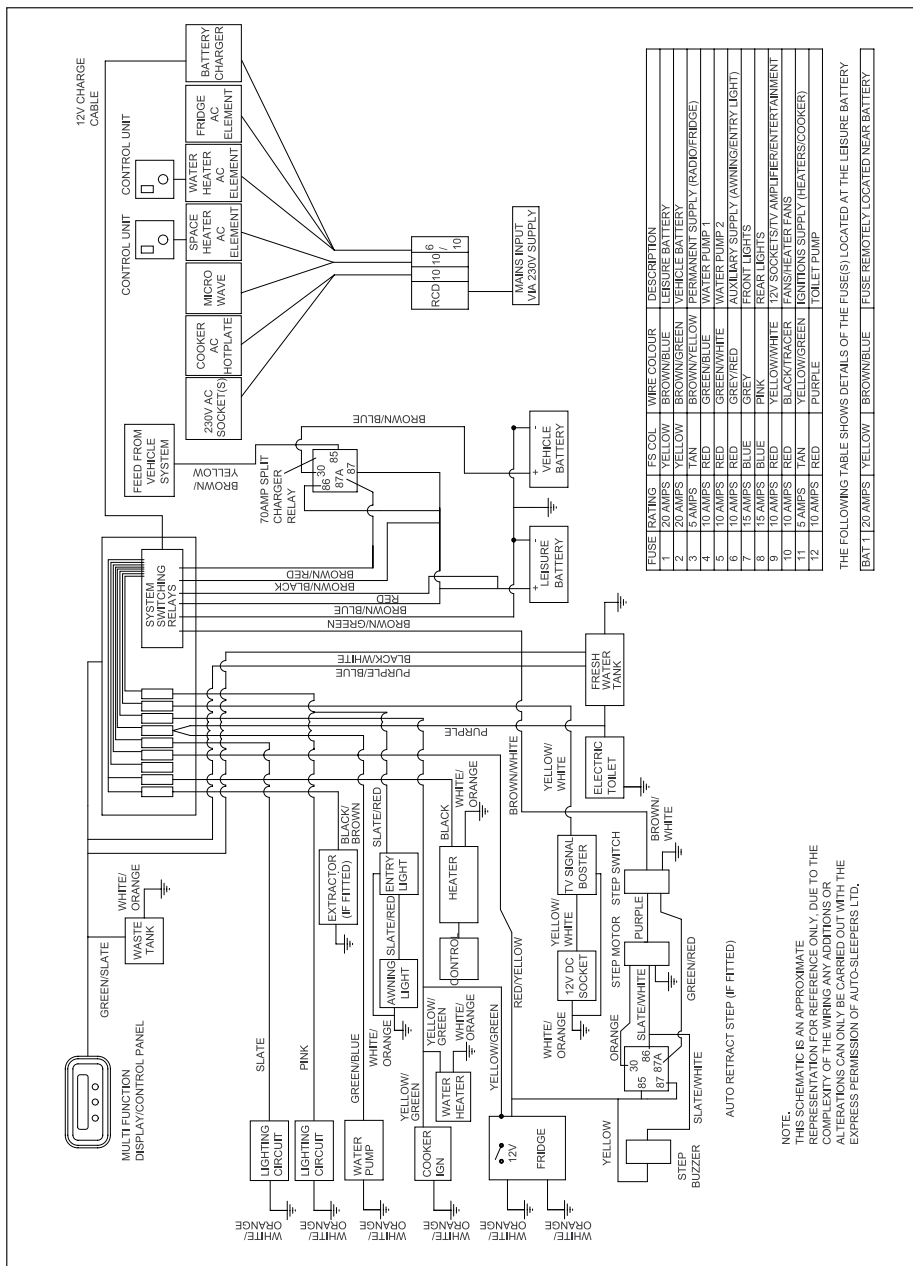 12V CHARGE
CABLE
CONTROL UNIT
CONTROL UNIT
BATTERY
CHARGER
FRIDGE
AC
ELEMENT
WATER
HEATER
AC
ELEMENT
SPACE
HEATER
AC
ELEMENT
MICRO
WAVE
COOKER
AC
HOTPLATE
230V AC
SOCKET(S)
RCD 10 10 6 / 10
MAINS INPUT
VIA 230V SUPPLY
FEED FROM
VEHICLE
SYSTEM
BROWN/
YELLOW
70AMP SPLIT
CHARGER
RELAY
30
86 85
87A
87
BROWN/BLUE
+ -
VEHICLE
BATTERY
+ -
LEISURE
BATTERY
SYSTEM
SWITCHING
RELAYS
BROWN/RED
BROWN/BLACK
RED
BROWN/BLUE
BROWN/GREEN
BLACK/WHITE
PURPLE/BLUE
FRESH
WATER
TANK
PURPLE
ELECTRIC
TOILET
BROWN/WHITE
YELLOW/
WHITE
MULTI FUNCTION
DISPLAY/CONTROL PANEL
GREEN/SLATE
WHITE/
ORANGE
WASTE
TANK
SLATE
PINK
GREEN/BLUE
BLACK/
BROWN
EXTRACTOR
(IF FITTED)
SLATE/RED
ENTRY
LIGHT
SLATE/RED
AWNING
LIGHT
WHITE/
ORANGE
BLACK
WHITE/
ORANGE
HEATER
CONTROL
YELLOW/
GREEN
YELLOW/
GREEN
WHITE/
ORANGE
WATER
HEATER
RED/YELLOW
YELLOW/GREEN
LIGHTING
CIRCUIT
WHITE/
ORANGE
LIGHTING
CIRCUIT
WHITE/
ORANGE
WATER
PUMP
WHITE/
ORANGE
COOKER
IGN
WHITE/
ORANGE
12V
FRIDGE
WHITE/
ORANGE
WHITE/
ORANGE
TV SIGNAL
BOSTER
YELLOW/
WHITE
12V DC
SOCKET
WHITE/
ORANGE
BROWN/
WHITE
STEP SWITCH
PURPLE
STEP MOTOR
GREEN/RED
SLATE/WHITE
ORANGE
30
85 86
87 87A
SLATE/WHITE
YELLOW
STEP
BUZZER
AUTO RETRACT STEP (IF FITTED)
NOTE.
THIS SCHEMATIC IS AN APPROXIMATE
REPRESENTATION FOR REFERENCE ONLY, DUE TO THE
COMPLEXITY OF THE WIRING ANY ADDITIONS OR
ALTERATIONS CAN ONLY BE CARRIED OUT WITH THE
EXPRESS PERMISSION OF AUTO-SLEEPERS LTD.
FUSE RATING FS COL WIRE COLOUR DESCRIPTION
1 20 AMPS YELLOW BROWN/BLUE LEISURE BATTERY
2 20 AMPS YELLOW BROWN/GREEN VEHICLE BATTERY
3 5 AMPS TAN BROWN/YELLOW PERMANENT SUPPLY (RADIO/FRIDGE)
4 10 AMPS RED GREEN/BLUE WATER PUMP 1
5 10 AMPS RED GREEN/WHITE WATER PUMP 2
6 10 AMPS RED GREY/RED AUXILIARY SUPPLY (AWNING/ENTRY LIGHT)
7 15 AMPS BLUE GREY FRONT LIGHTS
8 15 AMPS BLUE PINK REAR LIGHTS
9 10 AMPS RED YELLOW/WHITE 12V SOCKETS/TV AMPLIFIER/ENTERTAINMENT
10 10 AMPS RED BLACK/TRACER FANS/HEATER FANS
11 5 AMPS TAN YELLOW/GREEN IGNITIONS SUPPLY (HEATERS/COOKER)
12 10 AMPS RED PURPLE TOILET PUMP
THE FOLLOWING TABLE SHOWS DETAILS OF THE FUSE(S) LOCATED AT THE LEISURE BATTERY
BAT 1 20 AMPS YELLOW BROWN/BLUE FUSE REMOTELY LOCATED NEAR BATTERY